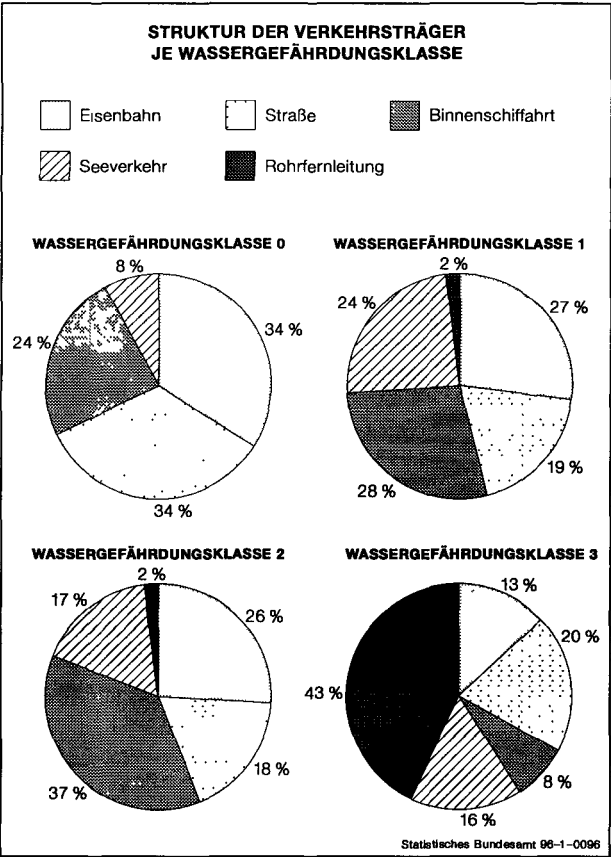 STRUKTUR DER VERKEHRSTRÄGER
JE WASSERGEFÄHRDUNGSKLASSE
Eisenbahn
Straße
Binnenschiffahrt
Seeverkehr
Rohrfernleitung
WASSERGEFÄHRDUNGSKLASSE 0
8 %
34 %
24 %
34 %
WASSERGEFÄHRDUNGSKLASSE 1
2 %
24 %
27 %
19 %
28 %
WASSERGEFÄHRDUNGSKLASSE 2
2 %
17 %
26 %
18 %
37 %
WASSERGEFÄHRDUNGSKLASSE 3
13 %
20 %
43 %
8 %
16 %
Statistisches Bundesamt 96-1-0096